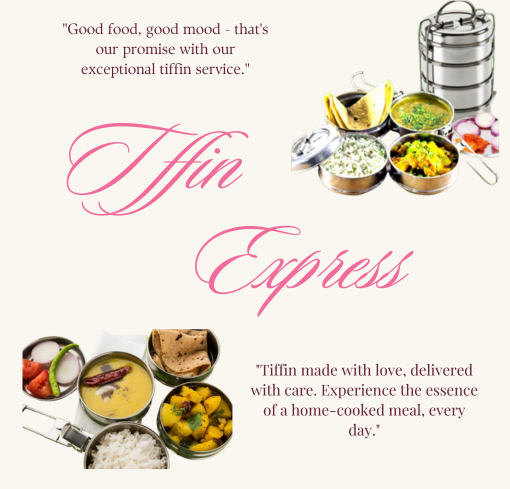 "Good food, good mood - that's
our promise with our
exceptional tiffin service."
Tffin
Express
"Tiffin made with love, delivered
with care. Experience the essence
of a home-cooked meal, every
day."